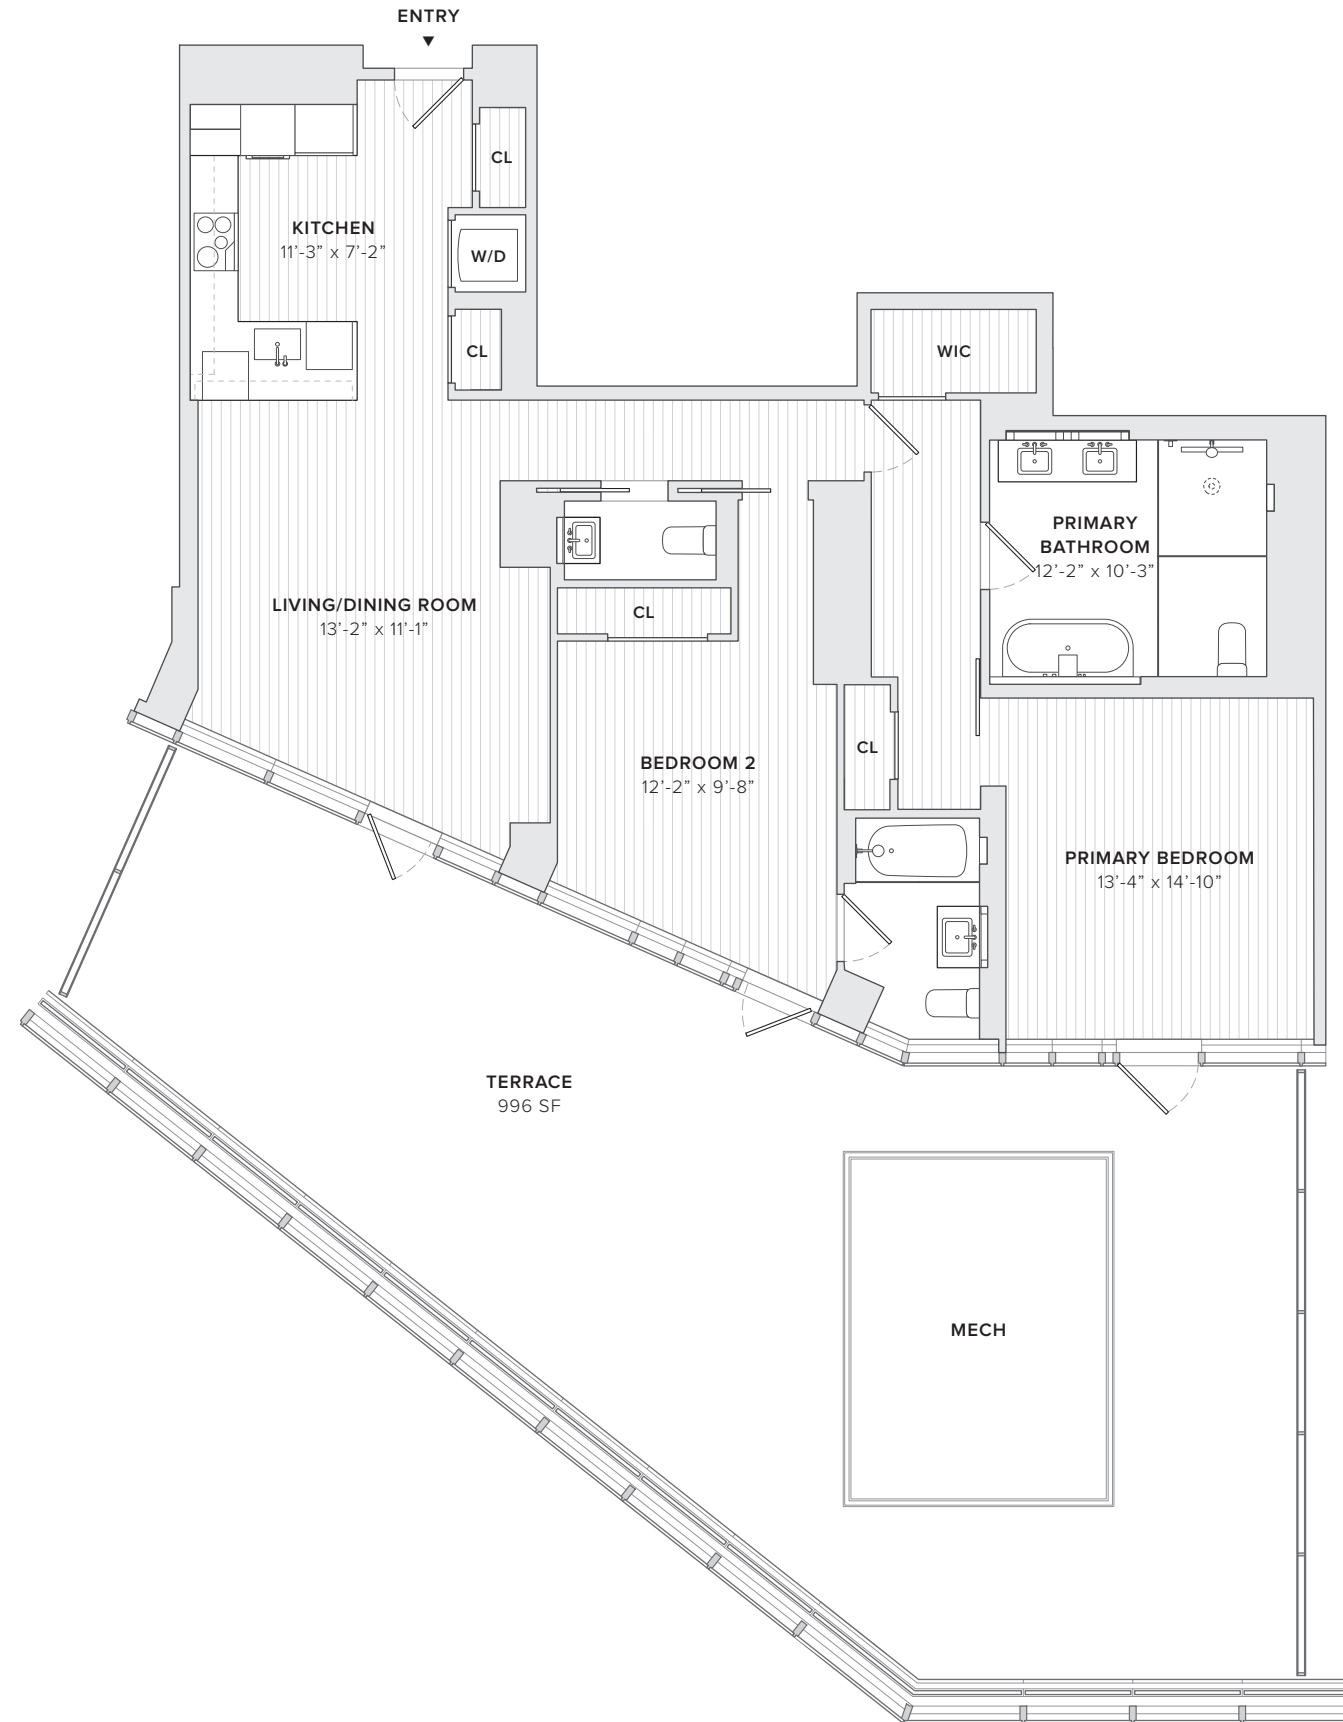 ENTRY
CL
KITCHEN
11’-3” x 7’-2”
W/D
CL
WIC
PRIMARY
BATHROOM
12’-2” x 10’-3”
LIVING/DINING ROOM
13’-2” x 11’-1”
CL
BEDROOM 2
12’-2” x 9’-8”
CL
PRIMARY BEDROOM
13’-4” x 14’-10”
TERRACE
996 SF
MECH